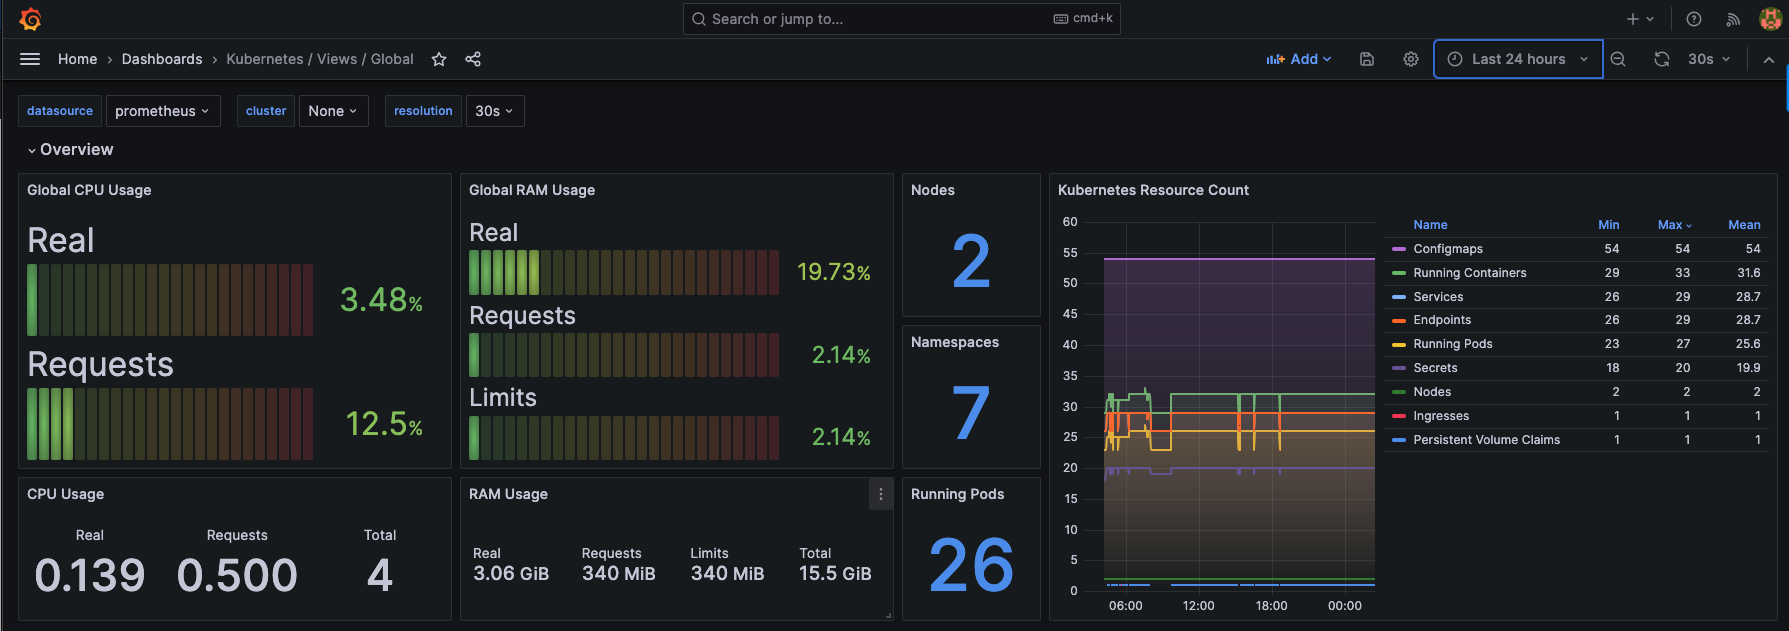 Search or jump to...
cmd+k
Home › Dashboards › Kubernetes / Views / Global
Add
Last 24 hours
30s
datasource
prometheus
cluster
None
resolution
30s
Overview
Global CPU Usage
Real
3.48%
Requests
12.5%
Global RAM Usage
Real
19.73%
Requests
2.14%
Limits
2.14%
Nodes
2
Namespaces
7
CPU Usage
Real Requests Total
0.139 0.500 4
RAM Usage
Real Requests Limits Total
3.06 GiB 340 MiB 340 MiB 15.5 GiB
Running Pods
26
Kubernetes Resource Count
60
55
50
45
40
35
30
25
20
15
10
5
0
06:00 12:00 18:00 00:00
Name Min Max Mean
Configmaps 54 54 54
Running Containers 29 33 31.6
Services 26 29 28.7
Endpoints 26 29 28.7
Running Pods 23 27 25.6
Secrets 18 20 19.9
Nodes 2 2 2
Ingresses 1 1 1
Persistent Volume Claims 1 1 1